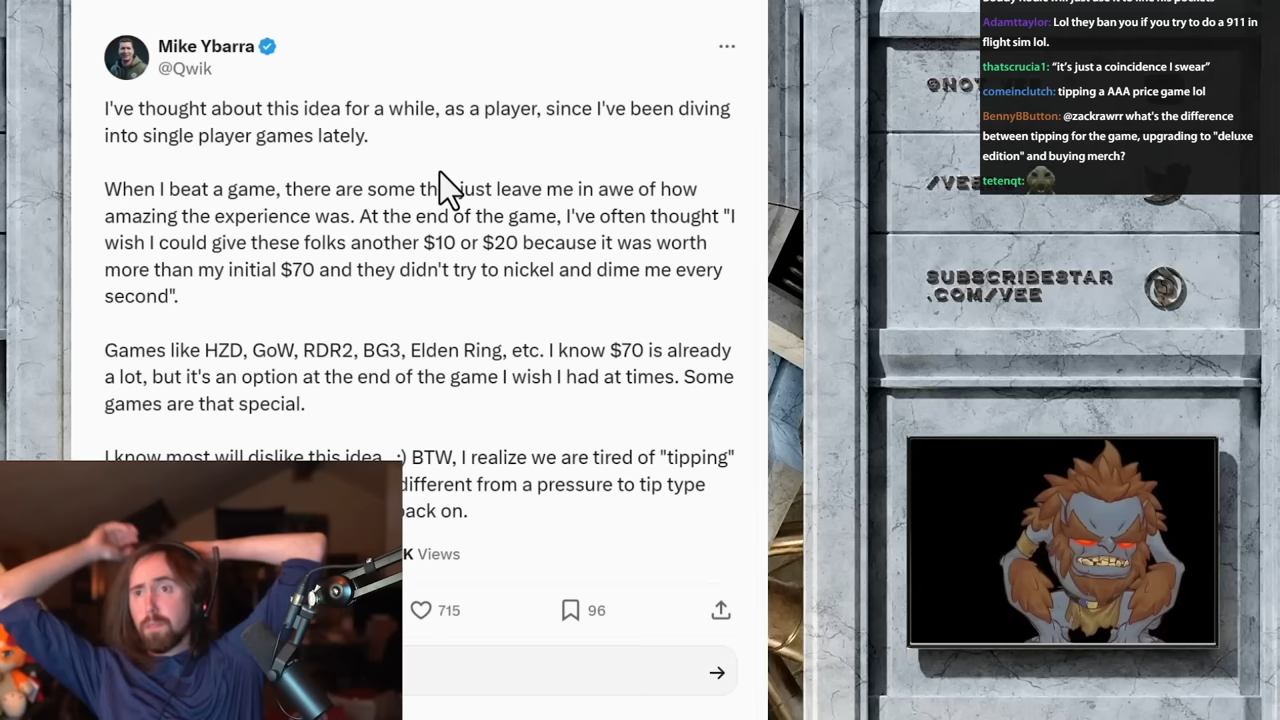 Mike Ybarra
@Qwik
I've thought about this idea for a while, as a player, since I've been diving
into single player games lately.
When I beat a game, there are some th just leave me in awe of how
amazing the experience was. At the end of the game, I've often thought "I
wish I could give these folks another $10 or $20 because it was worth
more than my initial $70 and they didn't try to nickel and dime me every
second".
Games like HZD, GoW, RDR2, BG3, Elden Ring, etc. I know $70 is already
a lot, but it's an option at the end of the game I wish I had at times. Some
games are that special.
I know most will dislike this idea. :) BTW, I realize we are tired of "tipping"
different from a pressure to tip type
back on.
K Views
715
96
Adamttaylor: Lol they ban you if you try to do a 911 in
flight sim lol.
thatscrucia1: "it's just a coincidence I swear"
comeinclutch: tipping a AAA price game lol
BennyBButton: @zackrawrr what's the difference
between tipping for the game, upgrading to "deluxe
edition" and buying merch?
tetenqt:
@NOT
/VEE
SUBSCRIBESTAR
.COM/VEE